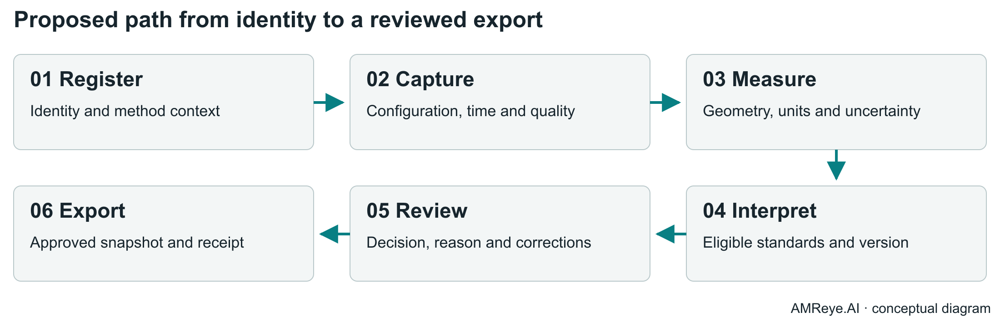 Proposed path from identity to a reviewed export
01 Register
Identity and method context
02 Capture
Configuration, time and quality
03 Measure
Geometry, units and uncertainty
04 Interpret
Eligible standards and version
05 Review
Decision, reason and corrections
06 Export
Approved snapshot and receipt
AMReye.AI · conceptual diagram